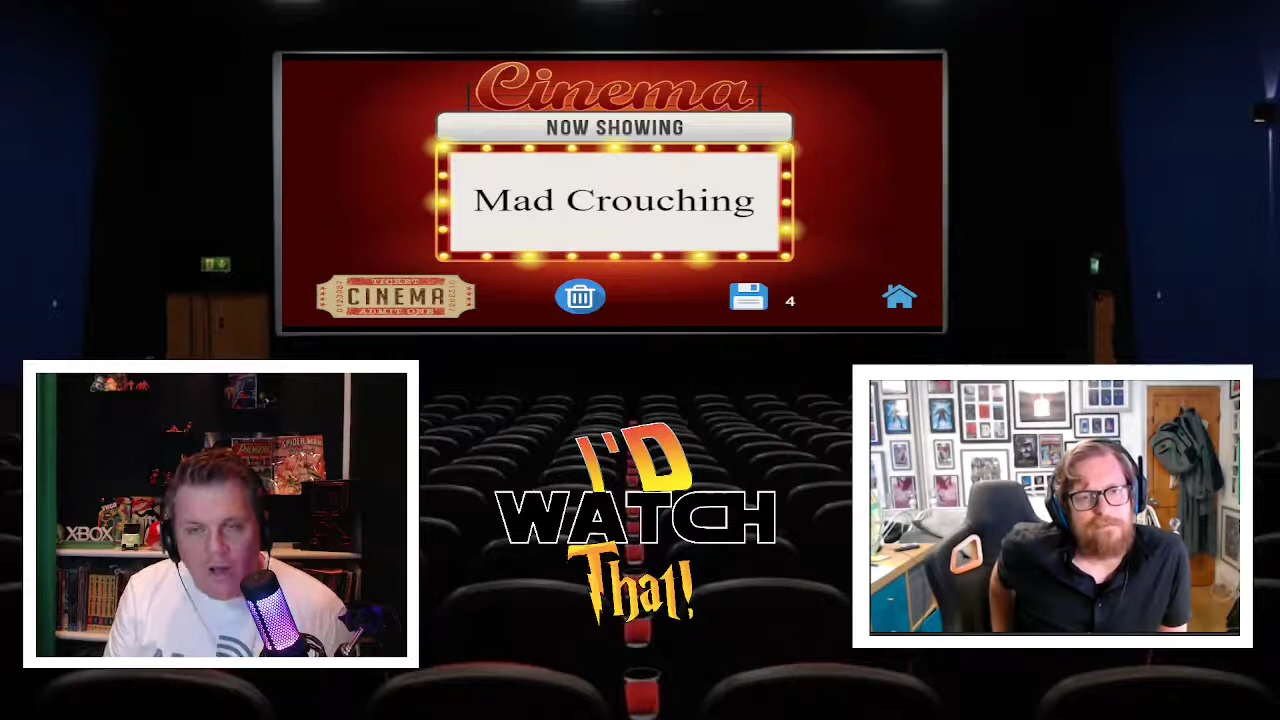 Cinema
NOW SHOWING
Mad Crouching
TICKET
CINEMA
ADMIT ONE
4
I'D
WATCH
That!
SPIDER-MAN
XBOX